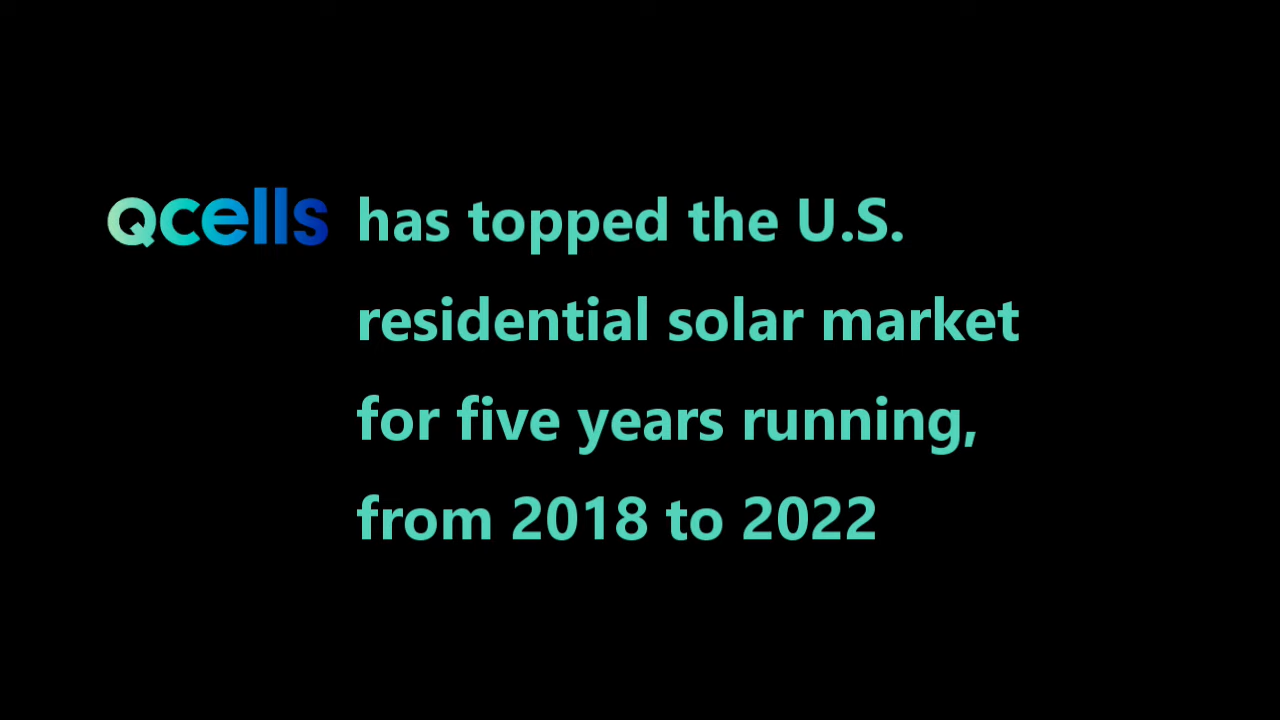 Qcells has topped the U.S.
residential solar market
for five years running,
from 2018 to 2022